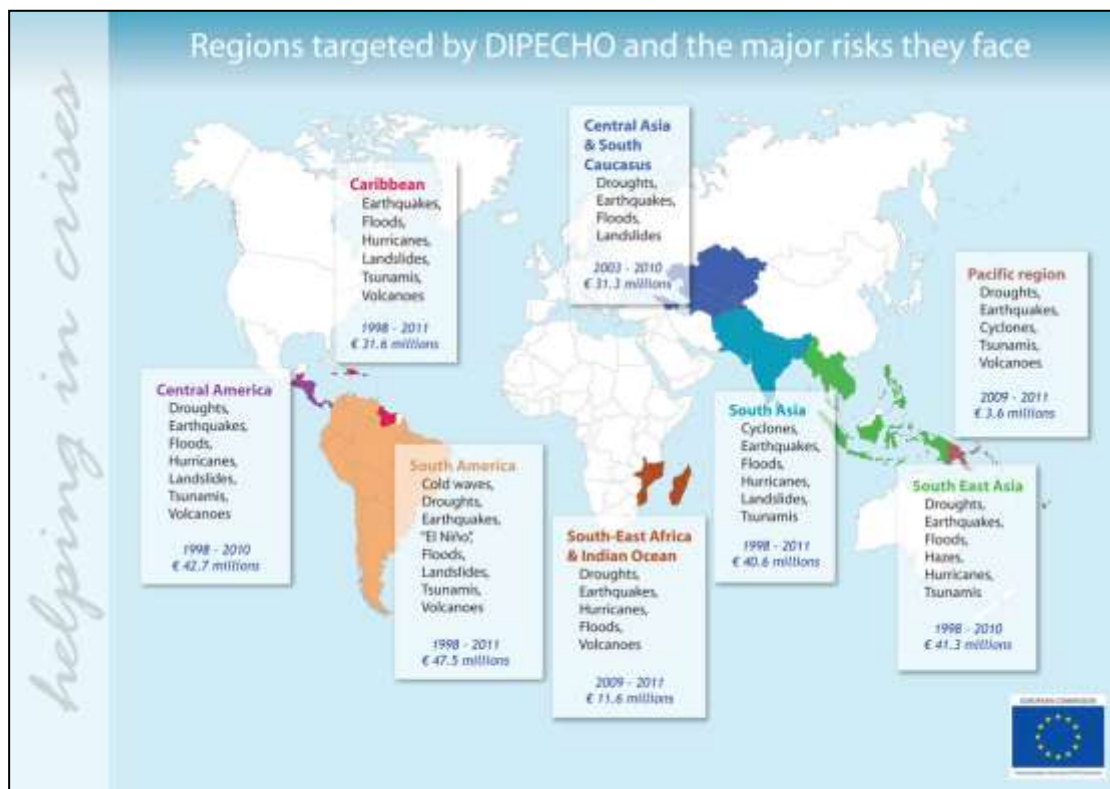 Regions targeted by DIPECHO and the major risks they face
helping in crises
Central Asia
& South
Caucasus
Droughts,
Earthquakes,
Floods,
Landslides
2003 - 2010
€ 31.3 millions
Caribbean
Earthquakes,
Floods,
Hurricanes,
Landslides,
Tsunamis,
Volcanoes
1998 - 2011
€ 31.6 millions
Pacific region
Droughts,
Earthquakes,
Cyclones,
Tsunamis,
Volcanoes
2009 - 2011
€ 3.6 millions
Central America
Droughts,
Earthquakes,
Floods,
Hurricanes,
Landslides,
Tsunamis,
Volcanoes
1998 - 2010
€ 42.7 millions
South America
Cold waves,
Droughts,
Earthquakes,
"El Niño",
Floods,
Landslides,
Tsunamis,
Volcanoes
1998 - 2011
€ 47.5 millions
South-East Africa
& Indian Ocean
Droughts,
Earthquakes,
Hurricanes,
Floods,
Volcanoes
2009 - 2011
€ 11.6 millions
South Asia
Cyclones,
Earthquakes,
Floods,
Hurricanes,
Landslides,
Tsunamis
1998 - 2011
€ 40.6 millions
South East Asia
Droughts,
Earthquakes,
Floods,
Hazes,
Hurricanes,
Tsunamis
1998 - 2010
€ 41.3 millions
EUROPEAN COMMISSION